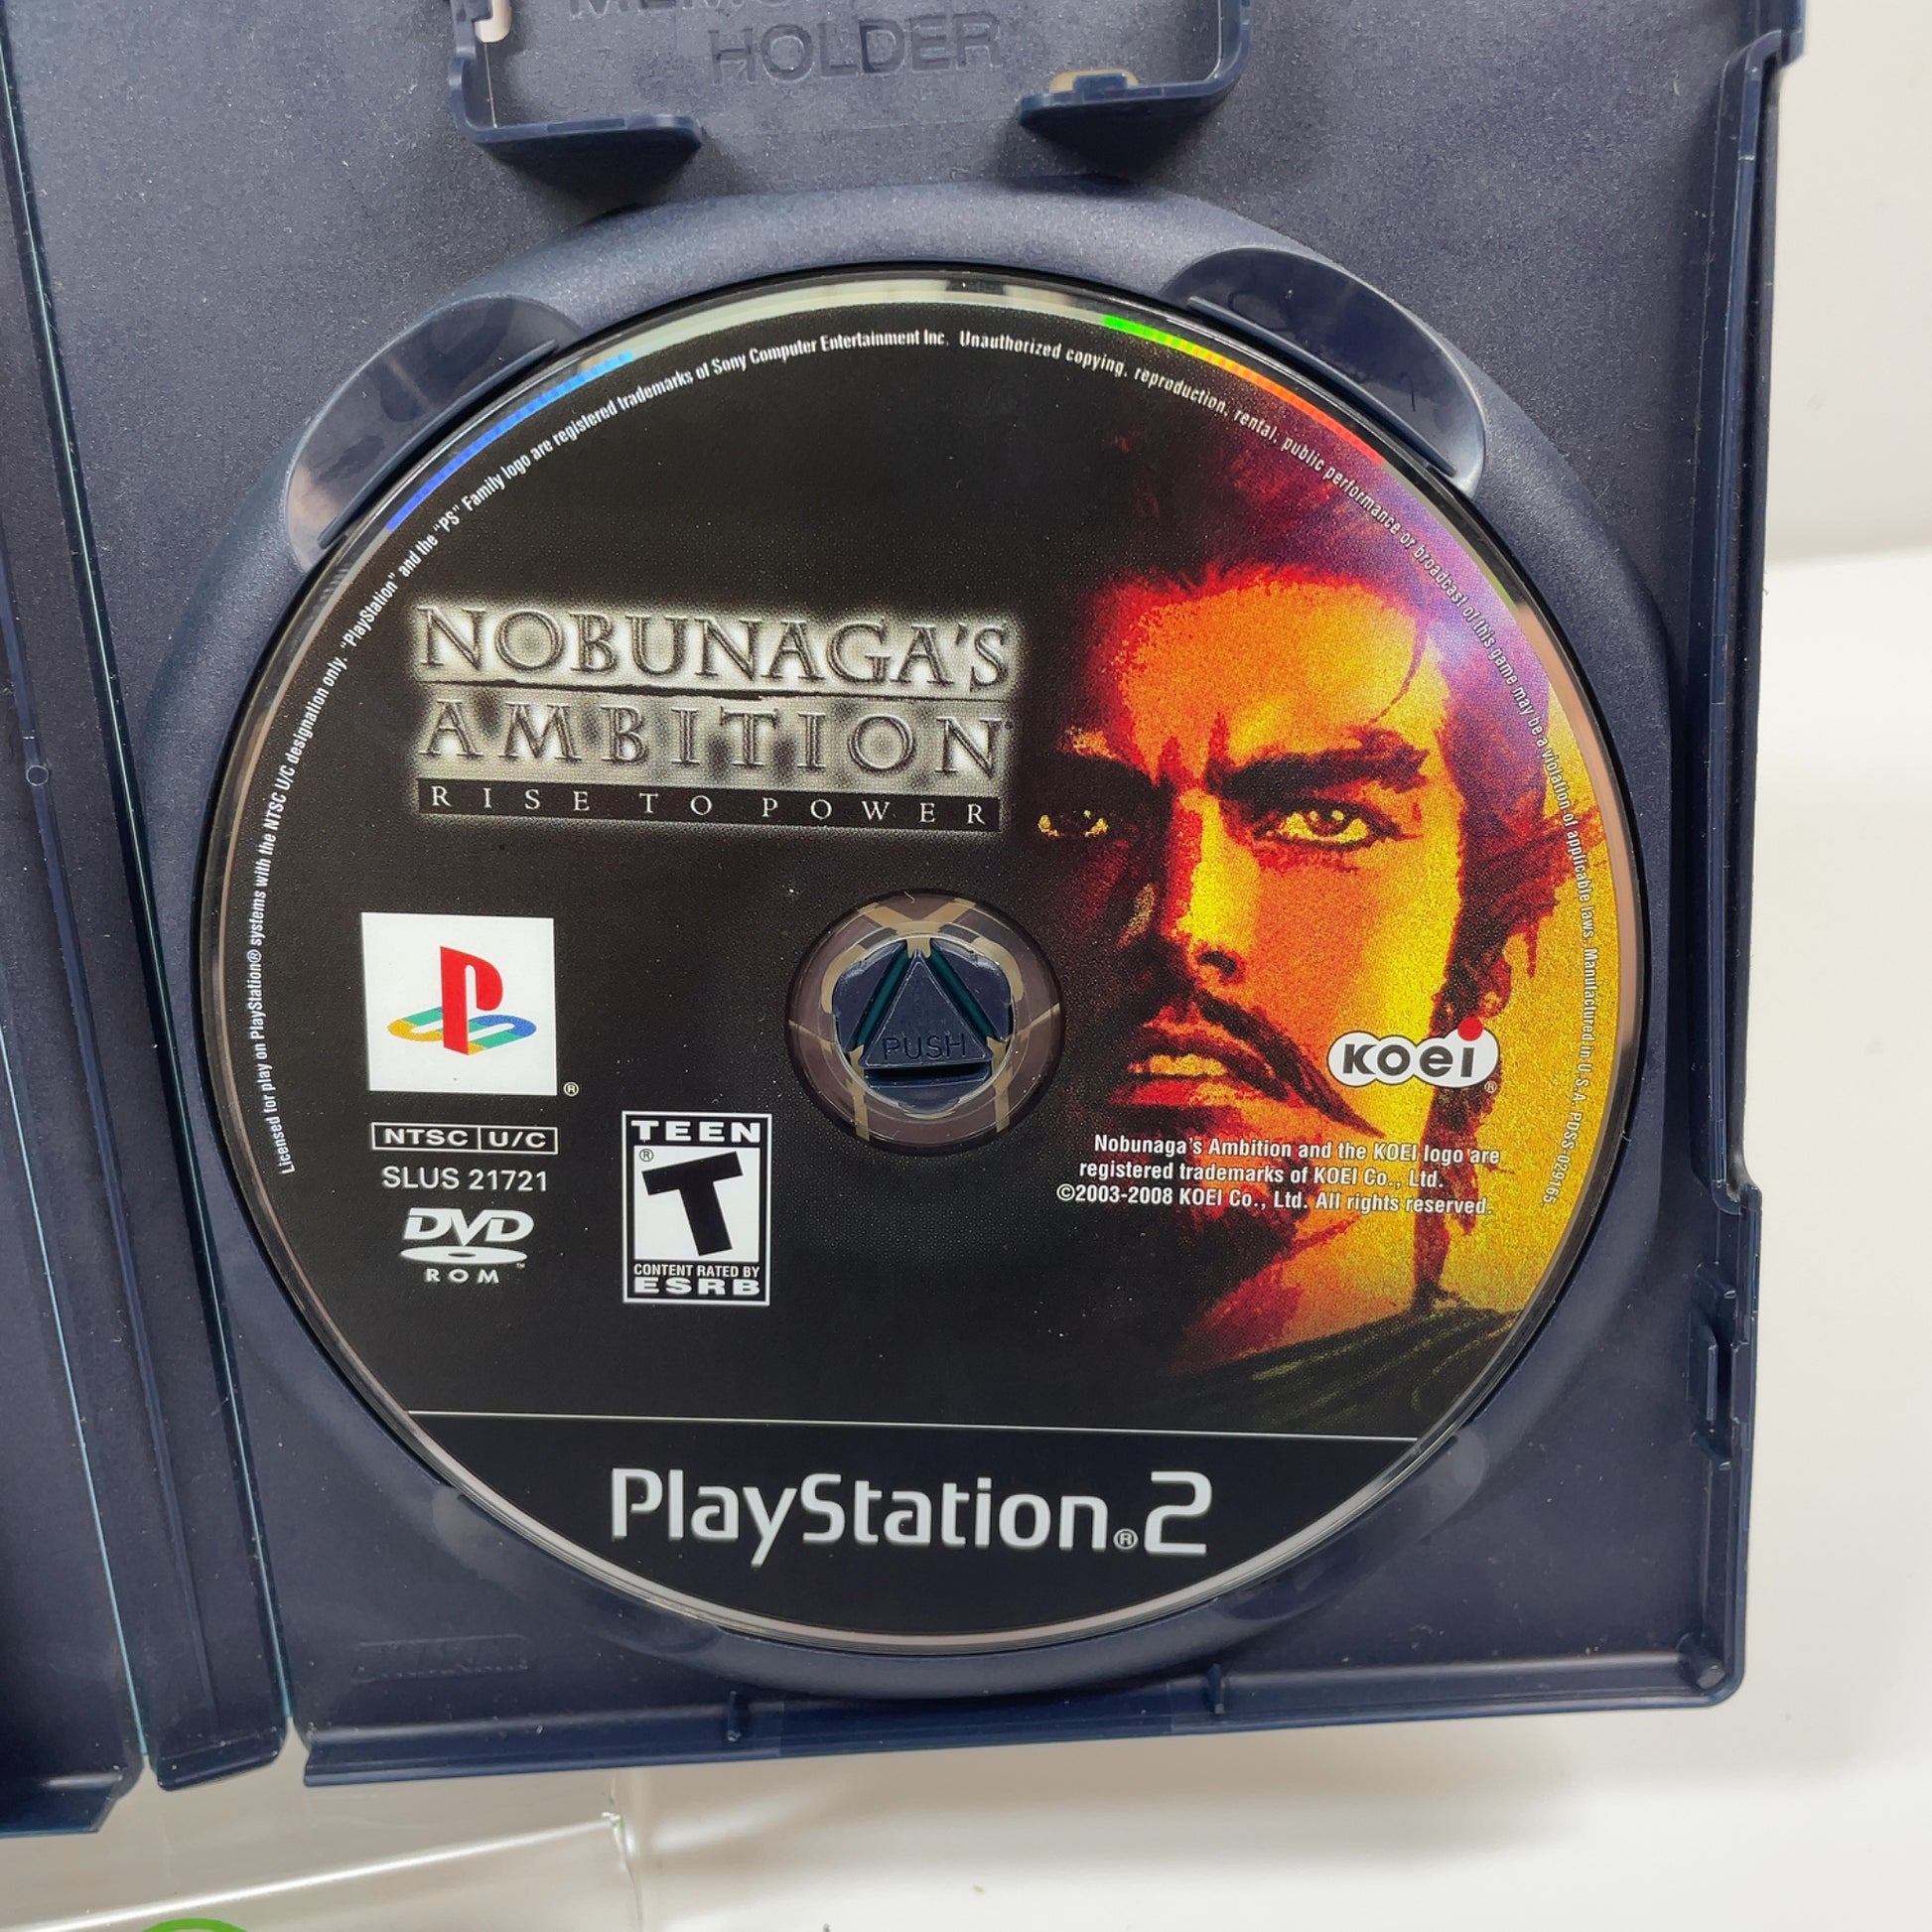 HOLDER
Licensed for play on PlayStation® systems with the NTSC U/C designation only. "PlayStation" and the "PS" Family logo are registered trademarks of Sony Computer Entertainment Inc. Unauthorized copying, reproduction, rental, public performance or broadcast of this game may be a violation of applicable laws. Manufactured in U.S.A. PDSS-029165.
NOBUNAGA'S
AMBITION
RISE TO POWER
®
PUSH
KOEI®
NTSC U/C
SLUS 21721
DVD
ROM™
TEEN
T®
CONTENT RATED BY
ESRB
Nobunaga's Ambition and the KOEI logo are
registered trademarks of KOEI Co., Ltd.
©2003-2008 KOEI Co., Ltd. All rights reserved.
PlayStation®2